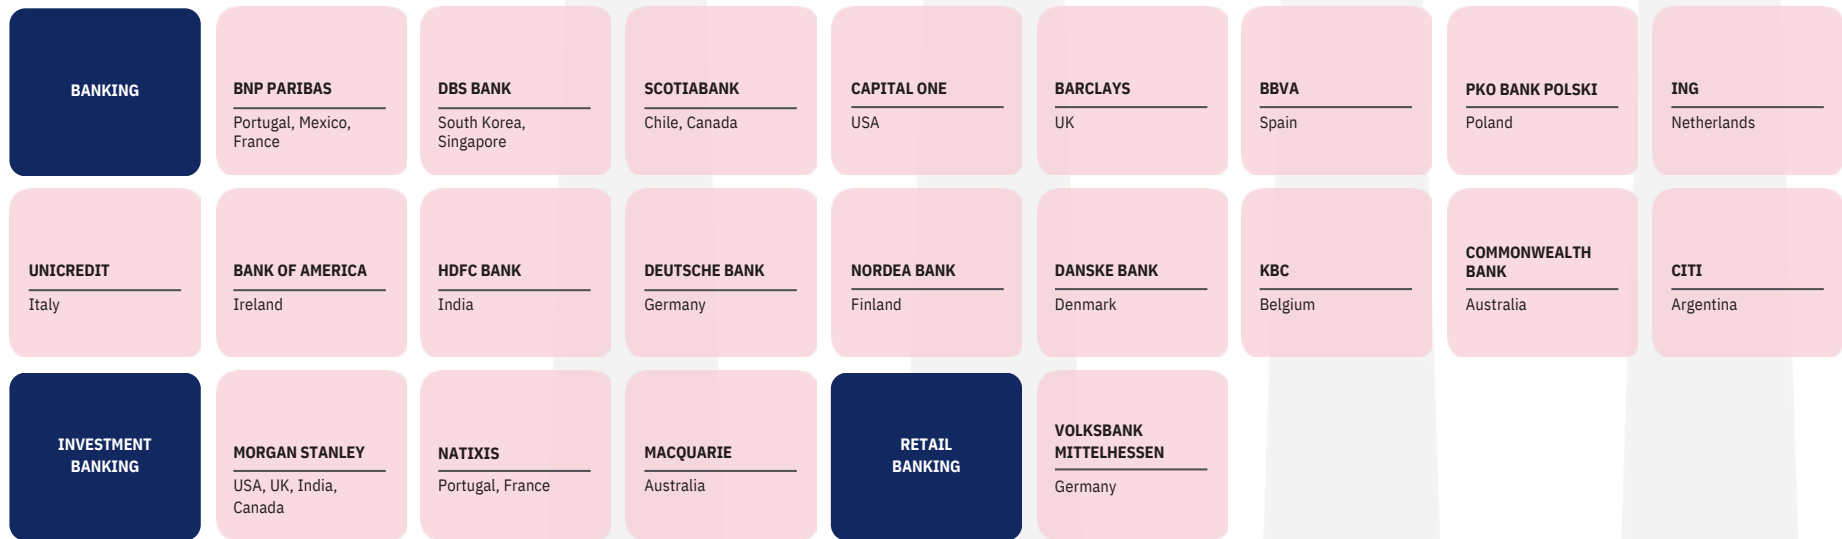 BANKING
BNP PARIBAS
Portugal, Mexico,
France
DBS BANK
South Korea,
Singapore
SCOTIABANK
Chile, Canada
CAPITAL ONE
USA
BARCLAYS
UK
BBVA
Spain
PKO BANK POLSKI
Poland
ING
Netherlands
UNICREDIT
Italy
BANK OF AMERICA
Ireland
HDFC BANK
India
DEUTSCHE BANK
Germany
NORDEA BANK
Finland
DANSKE BANK
Denmark
KBC
Belgium
COMMONWEALTH
BANK
Australia
CITI
Argentina
INVESTMENT
BANKING
MORGAN STANLEY
USA, UK, India,
Canada
NATIXIS
Portugal, France
MACQUARIE
Australia
RETAIL
BANKING
VOLKSBANK
MITTELHESSEN
Germany